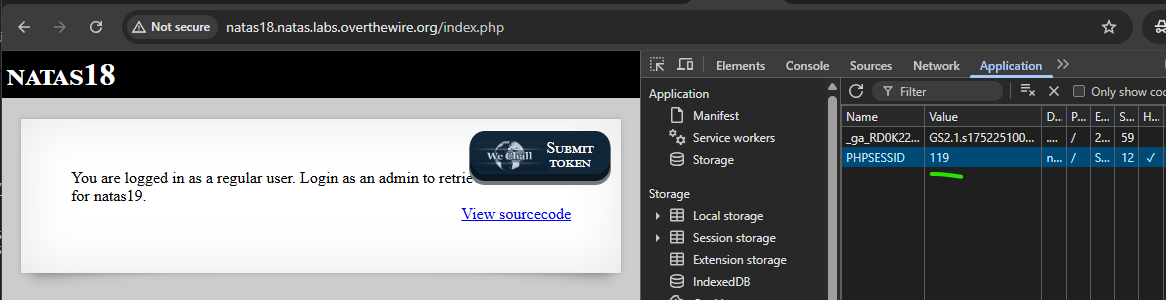 Not secure natas18.natas.labs.overthewire.org/index.php
NATAS18
We Chall SUBMIT TOKEN
You are logged in as a regular user. Login as an admin to retrie
for natas19.
View sourcecode
Elements Console Sources Network Application
Application
Manifest
Service workers
Storage
Storage
Local storage
Session storage
Extension storage
IndexedDB
Filter Only show coo
Name Value D... P... E... S... H...
_ga_RD0K22... GS2.1.s175225100... .... / 2... 59
PHPSESSID 119 n... / S... 12 ✓